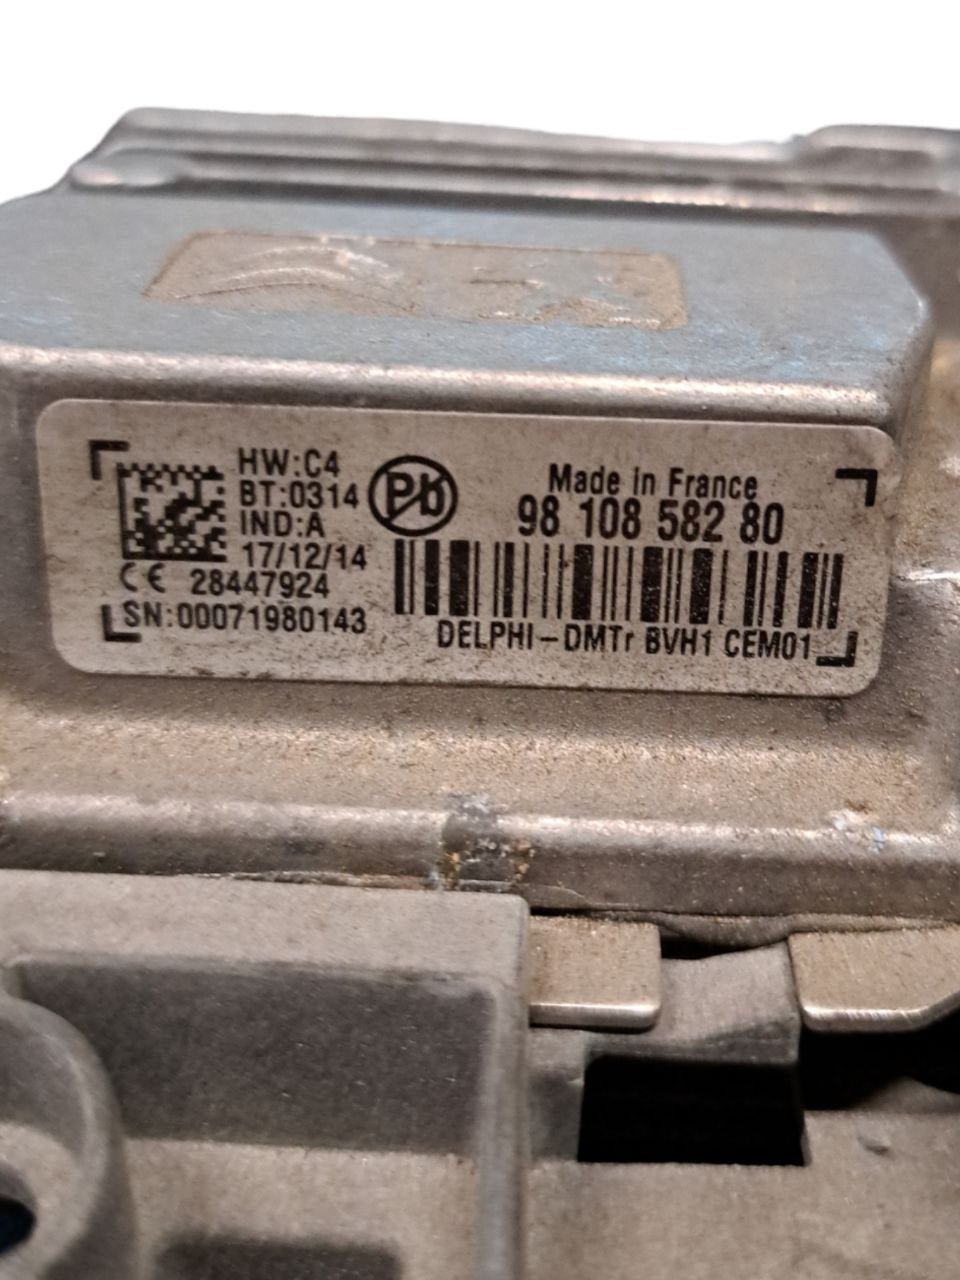 HW:C4
BT:0314
IND:A
17/12/14
CE 28447924
SN:00071980143
Pb
Made in France
98 108 582 80
DELPHI-DMTr BVH1 CEM01